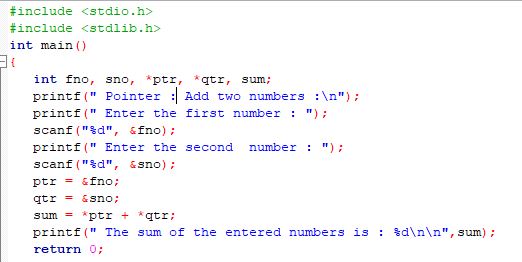 #include <stdio.h>
#include <stdlib.h>
int main()
{
int fno, sno, *ptr, *qtr, sum;
printf(" Pointer : Add two numbers :\n");
printf(" Enter the first number : ");
scanf("%d", &fno);
printf(" Enter the second  number : ");
scanf("%d", &sno);
ptr = &fno;
qtr = &sno;
sum = *ptr + *qtr;
printf(" The sum of the entered numbers is : %d\n\n",sum);
return 0;